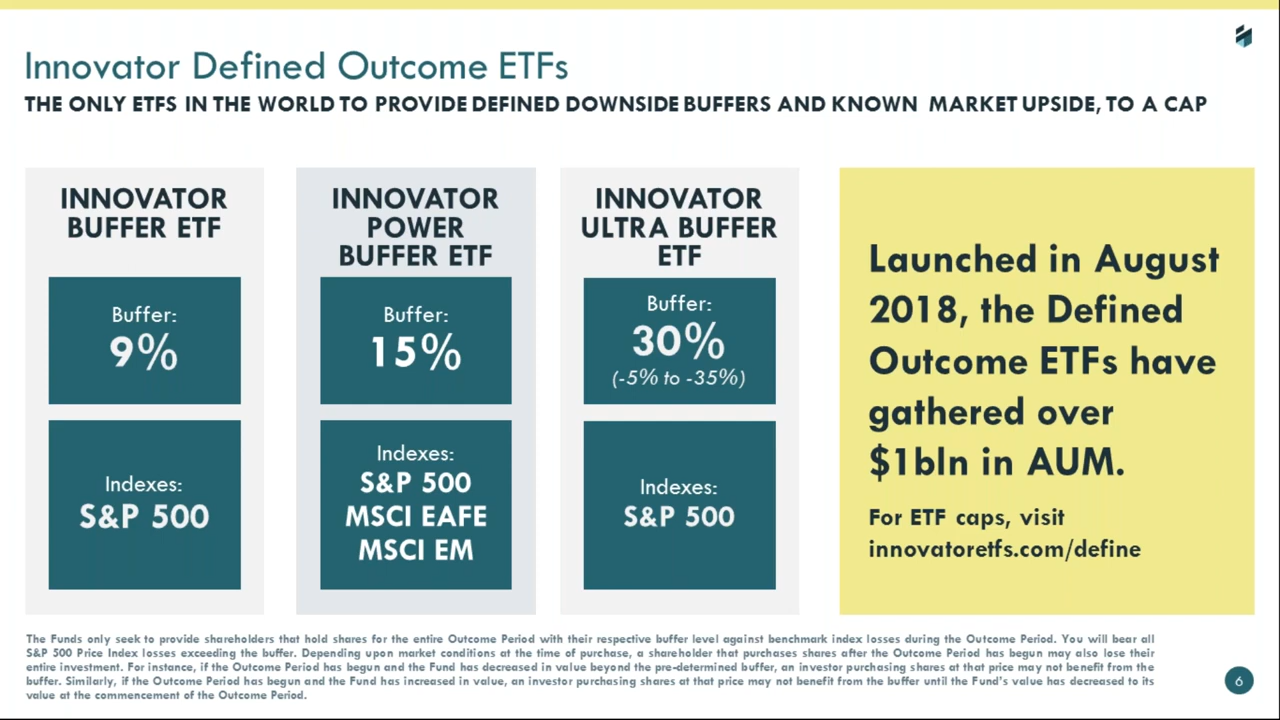 Innovator Defined Outcome ETFs
THE ONLY ETFS IN THE WORLD TO PROVIDE DEFINED DOWNSIDE BUFFERS AND KNOWN MARKET UPSIDE, TO A CAP
INNOVATOR
BUFFER ETF
Buffer:
9%
Indexes:
S&P 500
INNOVATOR
POWER
BUFFER ETF
Buffer:
15%
Indexes:
S&P 500
MSCI EAFE
MSCI EM
INNOVATOR
ULTRA BUFFER
ETF
Buffer:
30%
(-5% to -35%)
Indexes:
S&P 500
Launched in August
2018, the Defined
Outcome ETFs have
gathered over
$1bln in AUM.
For ETF caps, visit
innovatoretfs.com/define
The Funds only seek to provide shareholders that hold shares for the entire Outcome Period with their respective buffer level against benchmark index losses during the Outcome Period. You will bear all
S&P 500 Price Index losses exceeding the buffer. Depending upon market conditions at the time of purchase, a shareholder that purchases shares after the Outcome Period has begun may also lose their
entire investment. For instance, if the Outcome Period has begun and the Fund has decreased in value beyond the pre-determined buffer, an investor purchasing shares at that price may not benefit from the
buffer. Similarly, if the Outcome Period has begun and the Fund has increased in value, an investor purchasing shares at that price may not benefit from the buffer until the Fund's value has decreased to its
value at the commencement of the Outcome Period.
6